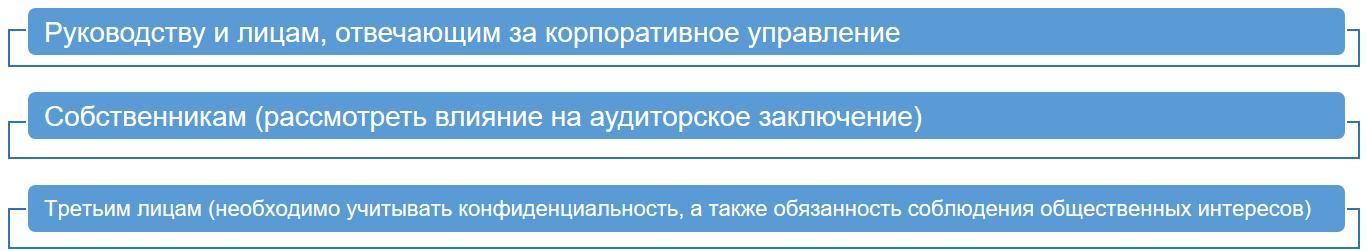 Руководству и лицам, отвечающим за корпоративное управление
Собственникам (рассмотреть влияние на аудиторское заключение)
Третьим лицам (необходимо учитывать конфиденциальность, а также обязанность соблюдения общественных интересов)